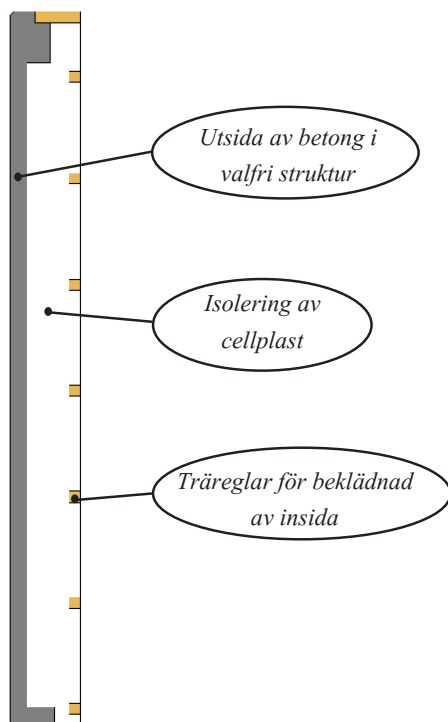 Utsida av betong i
valfri struktur
Isolering av
cellplast
Träreglar för beklädnad
av insida